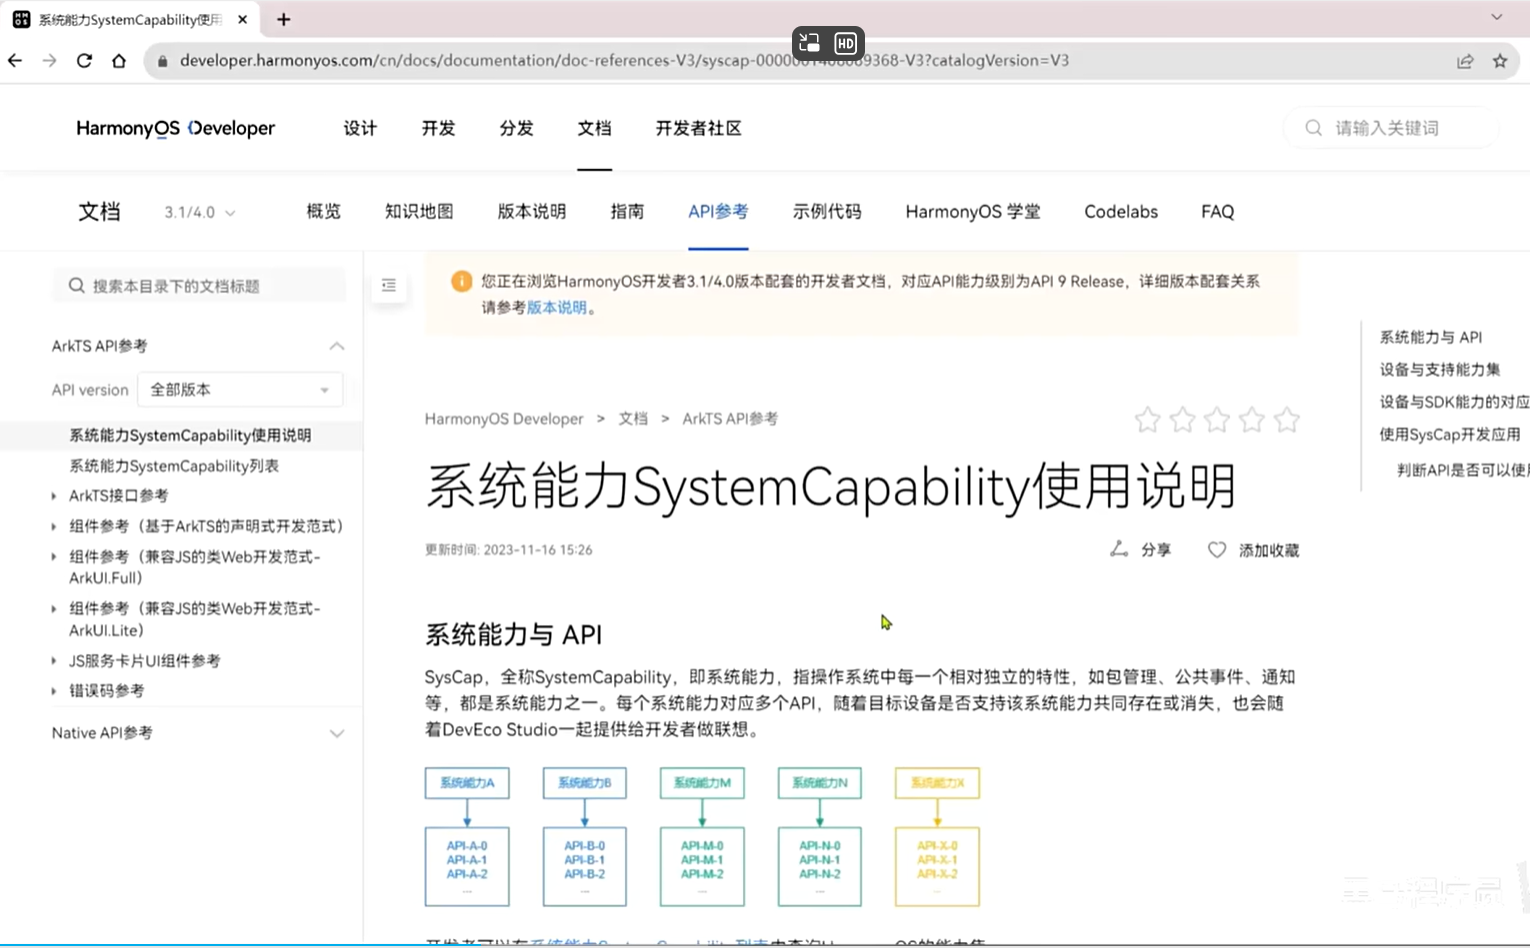 系统能力SystemCapability使用
HD
developer.harmonyos.com/cn/docs/documentation/doc-references-V3/syscap-0000001408089368-V3?catalogVersion=V3
HarmonyOS Developer
设计
开发
分发
文档
开发者社区
请输入关键词
文档
3.1/4.0
概览
知识地图
版本说明
指南
API参考
示例代码
HarmonyOS 学堂
Codelabs
FAQ
搜索本目录下的文档标题
ArkTS API参考
API version
全部版本
系统能力SystemCapability使用说明
系统能力SystemCapability列表
ArkTS接口参考
组件参考（基于ArkTS的声明式开发范式）
组件参考（兼容JS的类Web开发范式-
ArkUI.Full）
组件参考（兼容JS的类Web开发范式-
ArkUI.Lite）
JS服务卡片UI组件参考
错误码参考
Native API参考
您正在浏览HarmonyOS开发者3.1/4.0版本配套的开发者文档，对应API能力级别为API 9 Release，详细版本配套关系
请参考版本说明。
HarmonyOS Developer > 文档 > ArkTS API参考
系统能力SystemCapability使用说明
更新时间: 2023-11-16 15:26
分享
添加收藏
系统能力与 API
SysCap，全称SystemCapability，即系统能力，指操作系统中每一个相对独立的特性，如包管理、公共事件、通知
等，都是系统能力之一。每个系统能力对应多个API，随着目标设备是否支持该系统能力共同存在或消失，也会随
着DevEco Studio一起提供给开发者做联想。
系统能力A
系统能力B
系统能力M
系统能力N
系统能力X
API-A-0
API-A-1
API-A-2
...
API-B-0
API-B-1
API-B-2
...
API-M-0
API-M-1
API-M-2
...
API-N-0
API-N-1
API-N-2
...
API-X-0
API-X-1
API-X-2
...
系统能力与 API
设备与支持能力集
设备与SDK能力的对应
使用SysCap开发应用
判断API是否可以使用